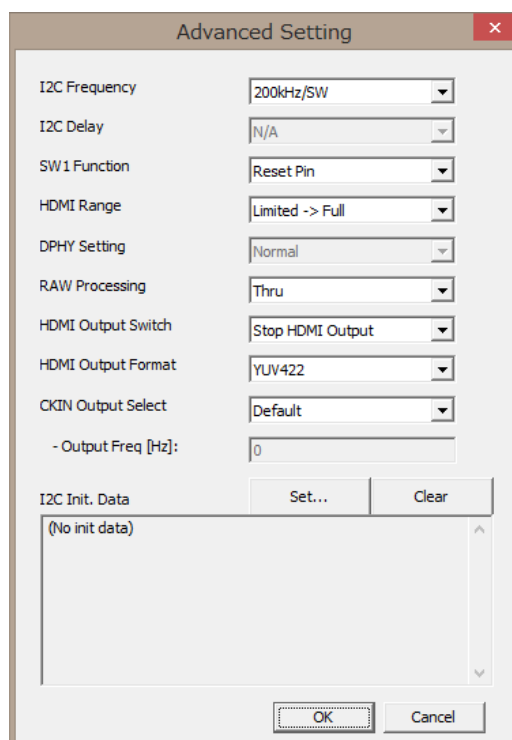 Advanced Setting
I2C Frequency 200kHz/SW
I2C Delay N/A
SW1 Function Reset Pin
HDMI Range Limited -> Full
DPHY Setting Normal
RAW Processing Thru
HDMI Output Switch Stop HDMI Output
HDMI Output Format YUV422
CKIN Output Select Default
- Output Freq [Hz]: 0
I2C Init. Data Set... Clear
(No init data)
OK Cancel